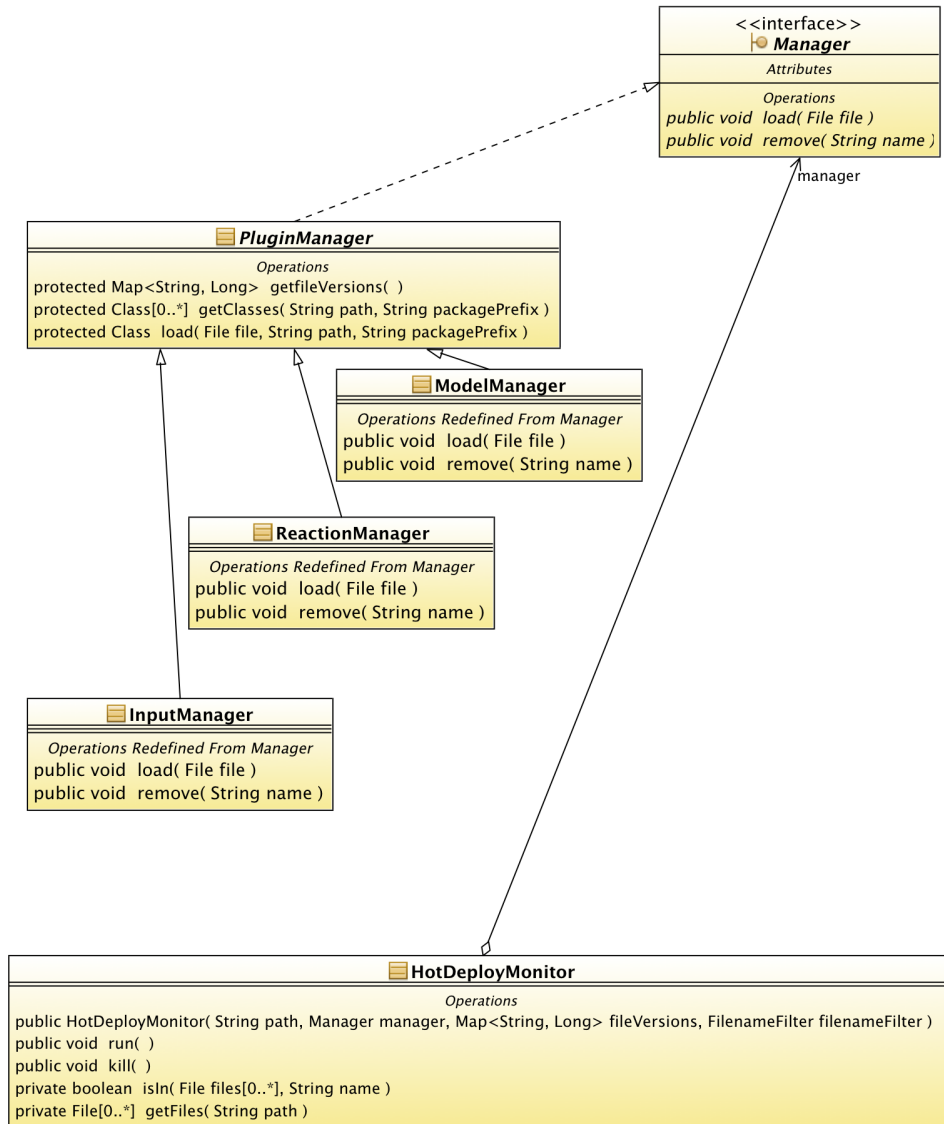 <<interface>>
Manager
Attributes
Operations
public void load( File file )
public void remove( String name )
manager
PluginManager
Operations
protected Map<String, Long> getfileVersions( )
protected Class[0..*] getClasses( String path, String packagePrefix )
protected Class load( File file, String path, String packagePrefix )
ModelManager
Operations Redefined From Manager
public void load( File file )
public void remove( String name )
ReactionManager
Operations Redefined From Manager
public void load( File file )
public void remove( String name )
InputManager
Operations Redefined From Manager
public void load( File file )
public void remove( String name )
HotDeployMonitor
Operations
public HotDeployMonitor( String path, Manager manager, Map<String, Long> fileVersions, FilenameFilter filenameFilter )
public void run( )
public void kill( )
private boolean isIn( File files[0..*], String name )
private File[0..*] getFiles( String path )